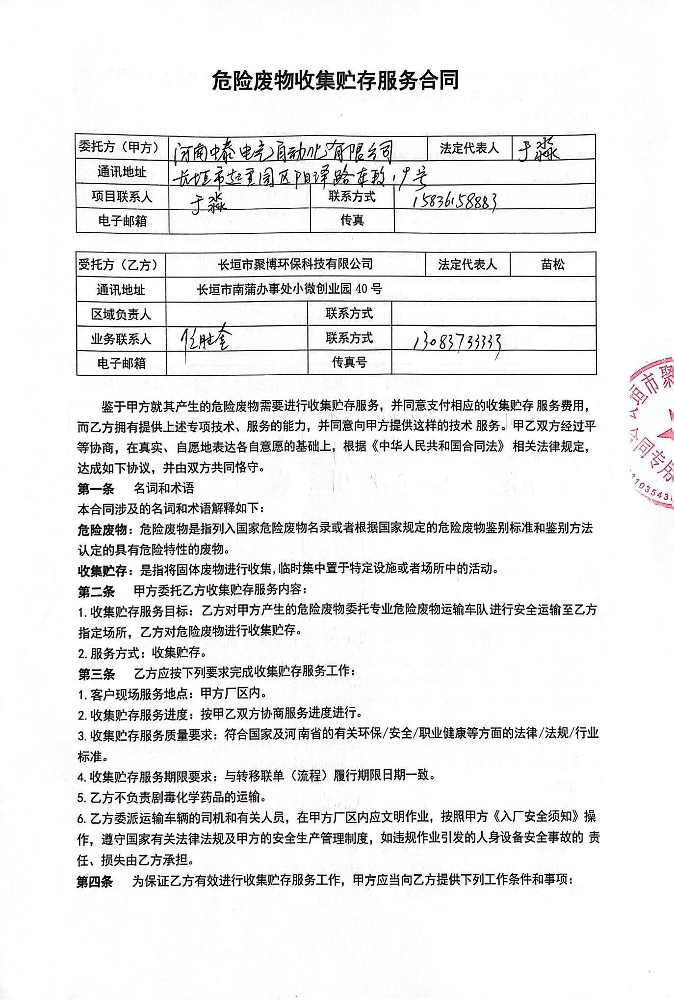 危险废物收集贮存服务合同
委托方（甲方） 河南中泰电气自动化有限公司 法定代表人 于淼
通讯地址 长垣市起重园区阳泽路东段19号
项目联系人 于淼 联系方式 15836158883
电子邮箱 传真
受托方（乙方） 长垣市聚博环保科技有限公司 法定代表人 苗松
通讯地址 长垣市南蒲办事处小微创业园 40 号
区域负责人 联系方式
业务联系人 任胜奎 联系方式 13083733333
电子邮箱 传真号
鉴于甲方就其产生的危险废物需要进行收集贮存服务，并同意支付相应的收集贮存 服务费用，
而乙方拥有提供上述专项技术、服务的能力，并同意向甲方提供这样的技术 服务。甲乙双方经过平
等协商，在真实、自愿地表达各自意愿的基础上，根据《中华人民共和国合同法》 相关法律规定，
达成如下协议，并由双方共同恪守。
第一条 名词和术语
本合同涉及的名词和术语解释如下：
危险废物：危险废物是指列入国家危险废物名录或者根据国家规定的危险废物鉴别标准和鉴别方法
认定的具有危险特性的废物。
收集贮存：是指将固体废物进行收集,临时集中置于特定设施或者场所中的活动。
第二条 甲方委托乙方收集贮存服务内容：
1.收集贮存服务目标：乙方对甲方产生的危险废物委托专业危险废物运输车队进行安全运输至乙方
指定场所，乙方对危险废物进行收集贮存。
2.服务方式：收集贮存。
第三条 乙方应按下列要求完成收集贮存服务工作：
1.客户现场服务地点：甲方厂区内。
2.收集贮存服务进度：按甲乙双方协商服务进度进行。
3.收集贮存服务质量要求：符合国家及河南省的有关环保/安全/职业健康等方面的法律/法规/行业
标准。
4.收集贮存服务期限要求：与转移联单（流程）履行期限日期一致。
5.乙方不负责剧毒化学药品的运输。
6.乙方委派运输车辆的司机和有关人员，在甲方厂区内应文明作业，按照甲方《入厂安全须知》操
作，遵守国家有关法律法规及甲方的安全生产管理制度，如违规作业引发的人身设备安全事故的 责
任、损失由乙方承担。
第四条 为保证乙方有效进行收集贮存服务工作，甲方应当向乙方提供下列工作条件和事项：
垣市聚
合同专用
103543